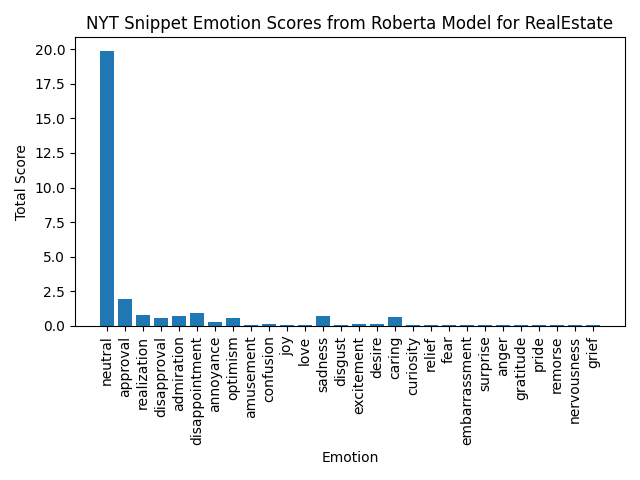 NYT Snippet Emotion Scores from Roberta Model for RealEstate
Total Score
20.0
17.5
15.0
12.5
10.0
7.5
5.0
2.5
0.0
neutral
approval
realization
disapproval
admiration
disappointment
annoyance
optimism
amusement
confusion
joy
love
sadness
disgust
excitement
desire
caring
curiosity
relief
fear
embarrassment
surprise
anger
gratitude
pride
remorse
nervousness
grief
Emotion